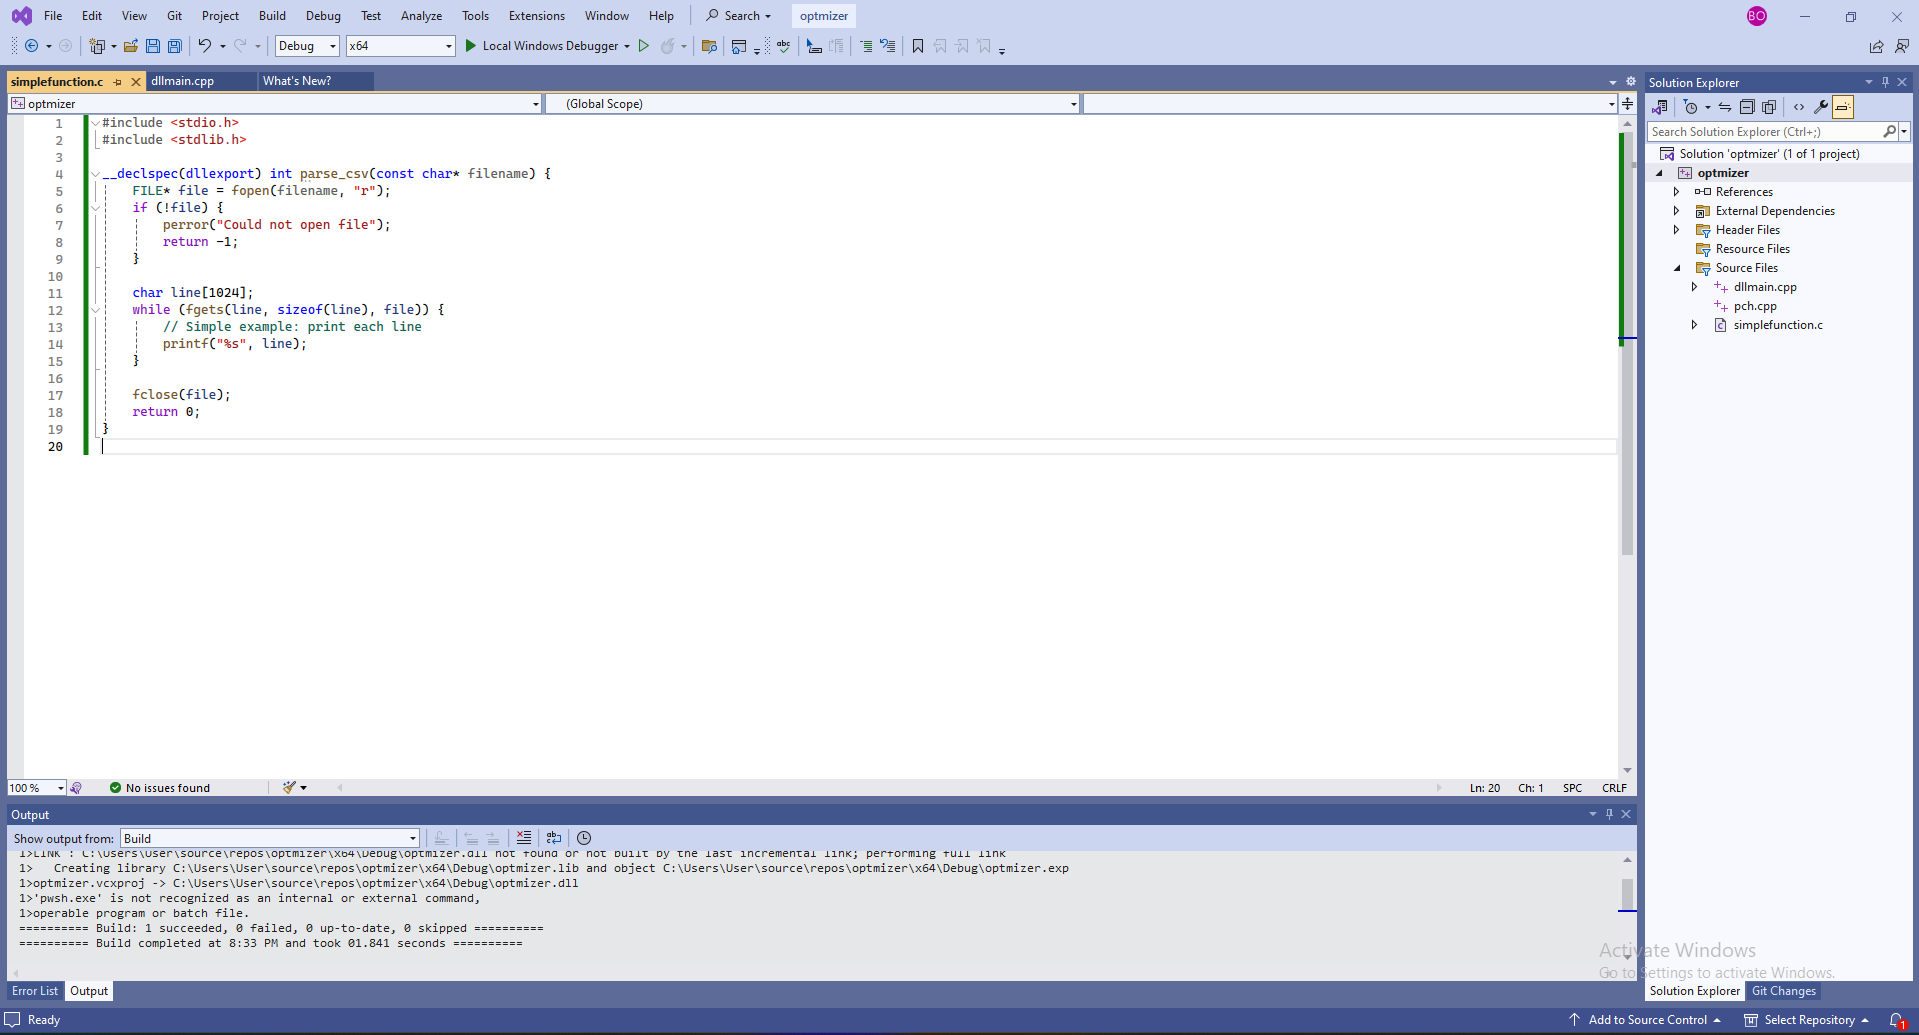 File Edit View Git Project Build Debug Test Analyze Tools Extensions Window Help Search optmizer BO
Debug x64 Local Windows Debugger abc
simplefunction.c dllmain.cpp What's New?
optmizer (Global Scope)
1 #include <stdio.h>
2 #include <stdlib.h>
3
4 __declspec(dllexport) int parse_csv(const char* filename) {
5 FILE* file = fopen(filename, "r");
6 if (!file) {
7 perror("Could not open file");
8 return -1;
9 }
10
11 char line[1024];
12 while (fgets(line, sizeof(line), file)) {
13 // Simple example: print each line
14 printf("%s", line);
15 }
16
17 fclose(file);
18 return 0;
19 }
20
100 % No issues found Ln: 20 Ch: 1 SPC CRLF
Output
Show output from: Build
1>LINK : C:\Users\User\source\repos\optmizer\x64\Debug\optmizer.dll not found or not built by the last incremental link; performing full link
1> Creating library C:\Users\User\source\repos\optmizer\x64\Debug\optmizer.lib and object C:\Users\User\source\repos\optmizer\x64\Debug\optmizer.exp
1>optmizer.vcxproj -> C:\Users\User\source\repos\optmizer\x64\Debug\optmizer.dll
1>'pwsh.exe' is not recognized as an internal or external command,
1>operable program or batch file.
========== Build: 1 succeeded, 0 failed, 0 up-to-date, 0 skipped ==========
========== Build completed at 8:33 PM and took 01.841 seconds ==========
Error List Output
Solution Explorer
Search Solution Explorer (Ctrl+;)
Solution 'optmizer' (1 of 1 project)
optmizer
References
External Dependencies
Header Files
Resource Files
Source Files
dllmain.cpp
pch.cpp
simplefunction.c
Activate Windows
Go to Settings to activate Windows.
Solution Explorer Git Changes
Ready Add to Source Control Select Repository 1